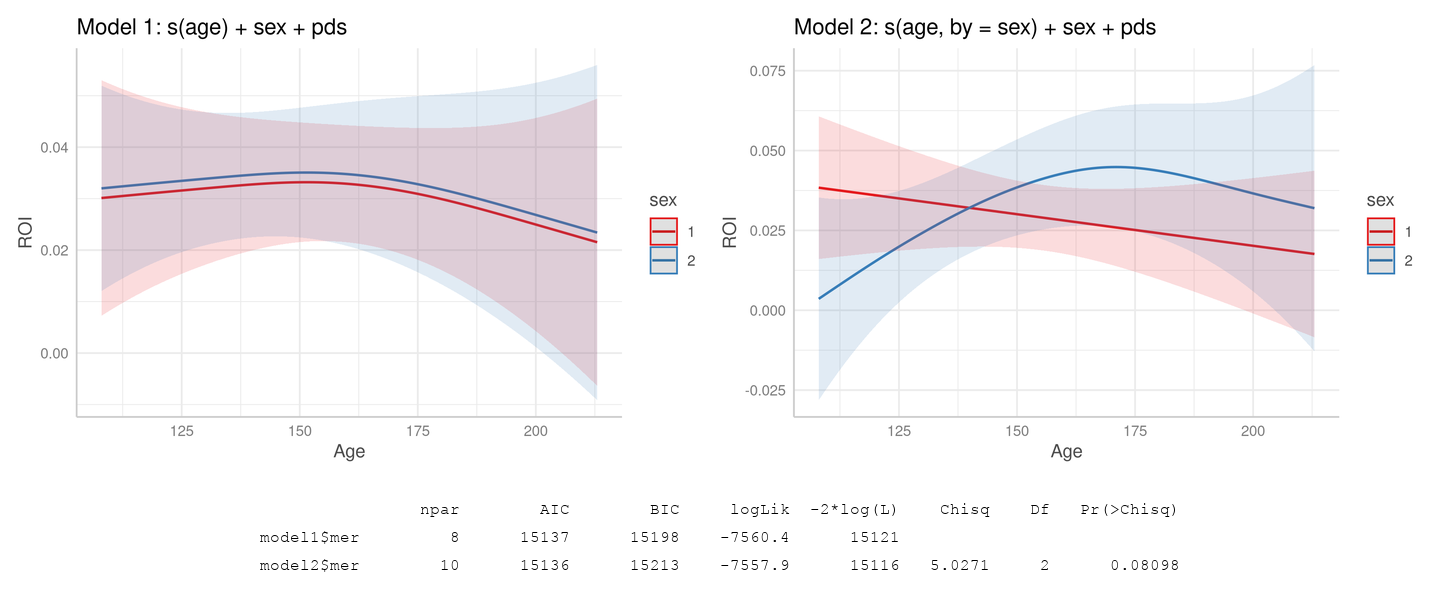 Model 1: s(age) + sex + pds
ROI
0.04
0.02
0.00
125 150 175 200
Age
sex
1
2
Model 2: s(age, by = sex) + sex + pds
ROI
0.075
0.050
0.025
0.000
-0.025
125 150 175 200
Age
sex
1
2
npar AIC BIC logLik -2*log(L) Chisq Df Pr(>Chisq)
model1$mer 8 15137 15198 -7560.4 15121
model2$mer 10 15136 15213 -7557.9 15116 5.0271 2 0.08098